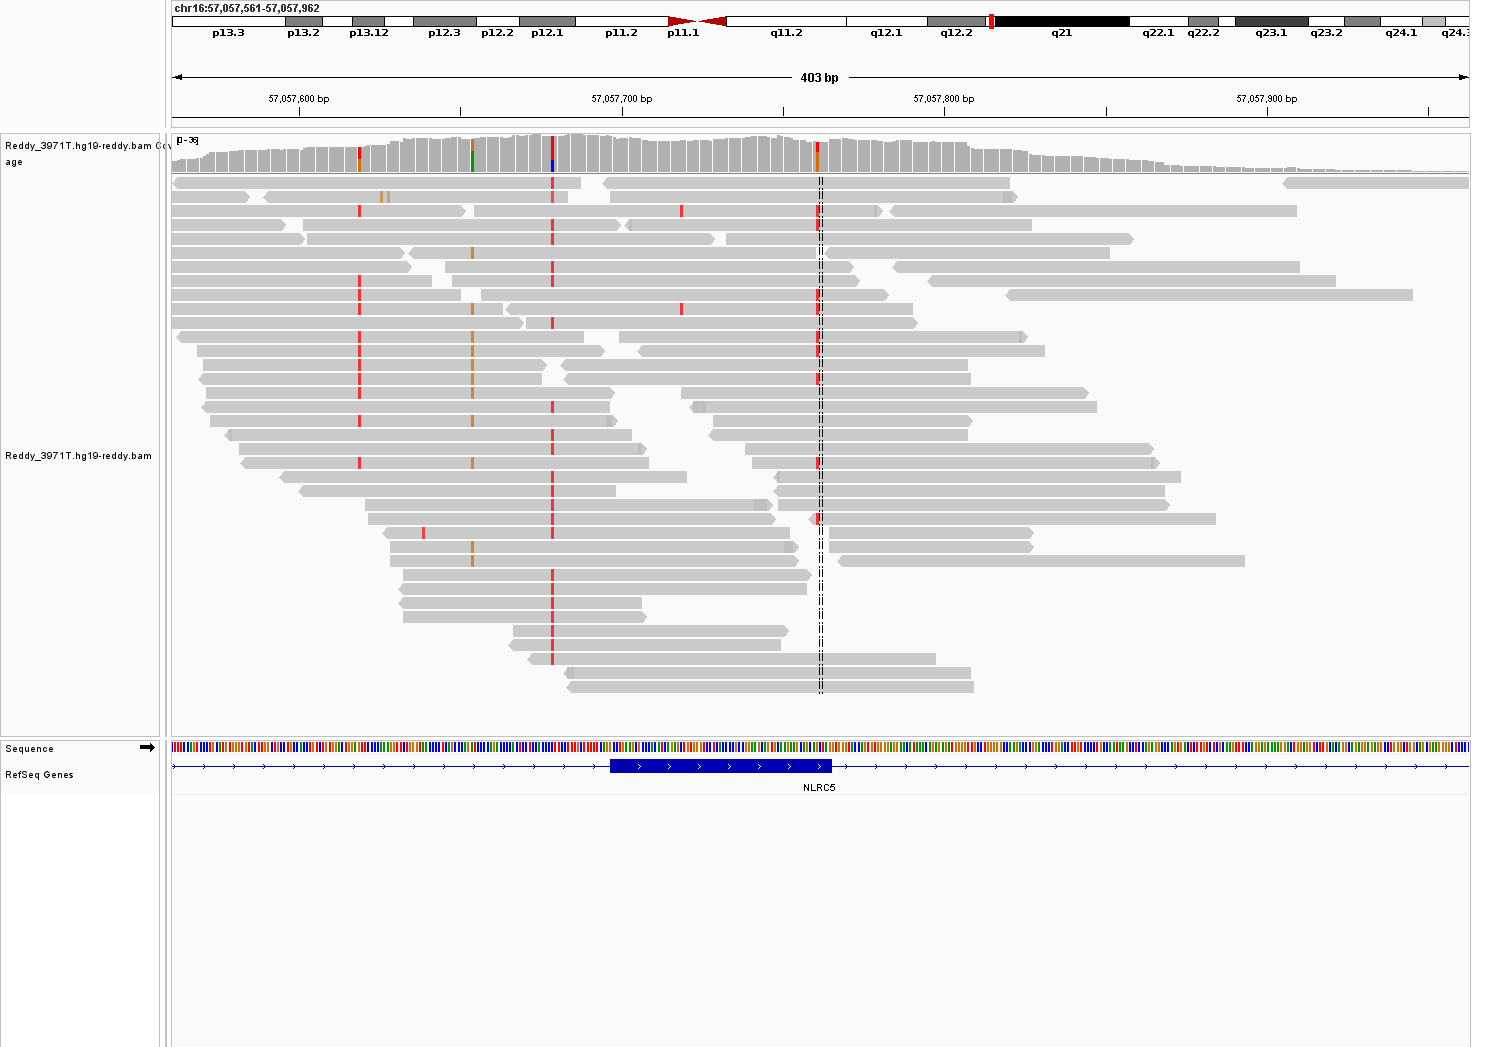 chr16:57,057,561-57,057,962
p13.3 p13.2 p13.12 p12.3 p12.2 p12.1 p11.2 p11.1 q11.2 q12.1 q12.2 q21 q22.1 q22.2 q23.1 q23.2 q24.1 q24.3
403 bp
57,057,600 bp 57,057,700 bp 57,057,800 bp 57,057,900 bp
Reddy_3971T.hg19-reddy.bam Cov
age
[0-36]
Reddy_3971T.hg19-reddy.bam
Sequence
RefSeq Genes
NLRC5